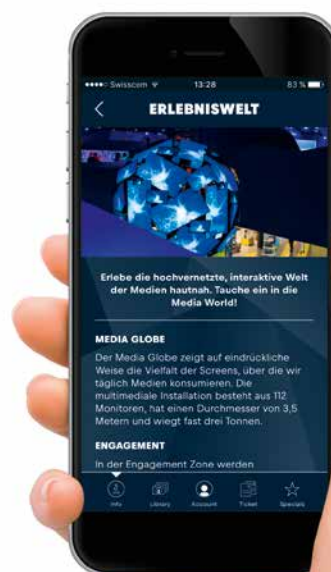 Swisscom 13:28 83 %
ERLEBNISWELT
Erlebe die hochvernetzte, interaktive Welt
der Medien hautnah. Tauche ein in die
Media World!
MEDIA GLOBE
Der Media Globe zeigt auf eindrückliche
Weise die Vielfalt der Screens, über die wir
täglich Medien konsumieren. Die
multimediale Installation besteht aus 112
Monitoren, hat einen Durchmesser von 3,5
Metern und wiegt fast drei Tonnen.
ENGAGEMENT
In der Engagement Zone werden
Info Library Account Ticket Specials